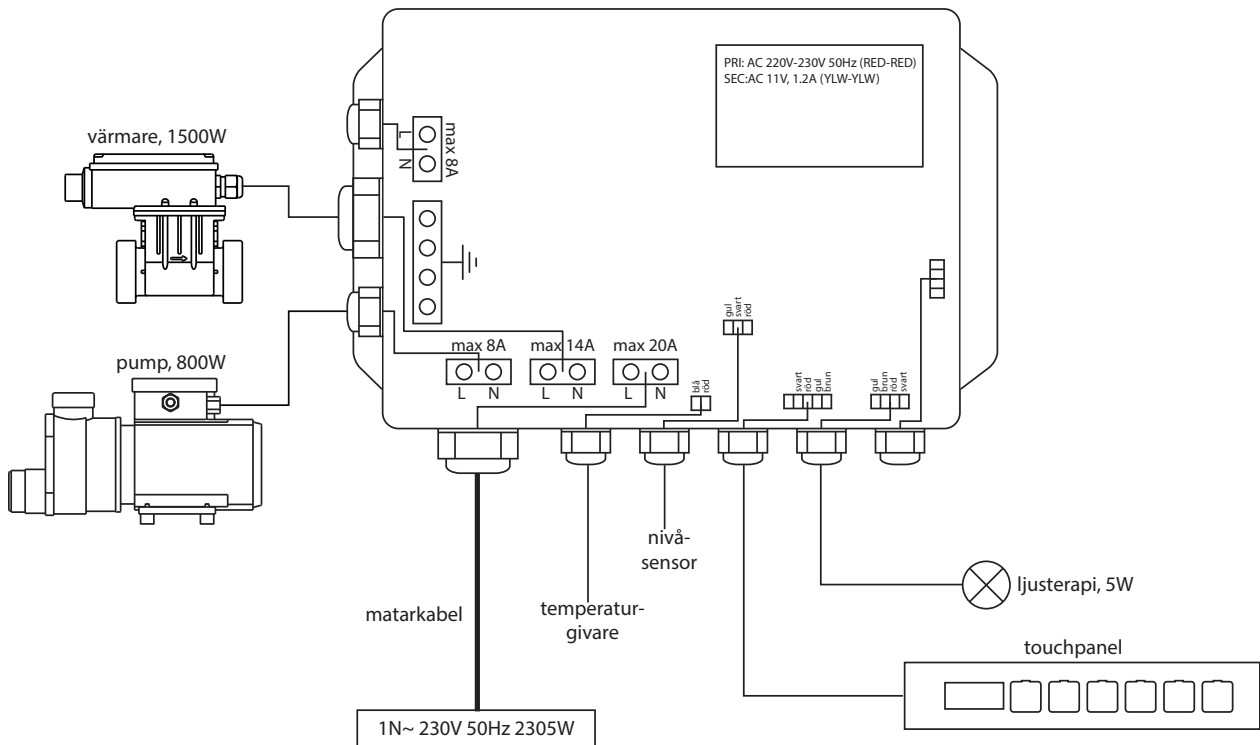 PRI: AC 220V-230V 50Hz (RED-RED)
SEC:AC 11V, 1.2A (YLW-YLW)
värmare, 1500W
L
N
max 8A
pump, 800W
max 8A
max 14A
max 20A
L
N
L
N
L
N
blå
röd
gul
svart
röd
svart
röd
gul
brun
gul
brun
röd
svart
matarkabel
temperatur-
givare
nivå-
sensor
ljusterapi, 5W
touchpanel
1N~ 230V 50Hz 2305W